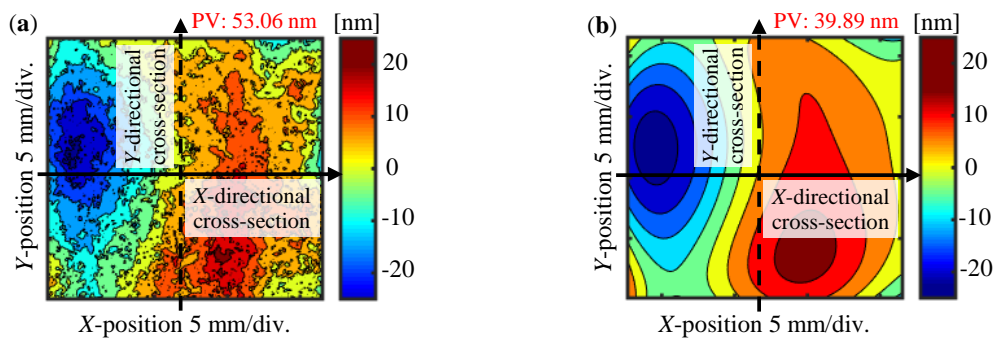 (a)
PV: 53.06 nm
[nm]
Y-directional
cross-section
X-directional
cross-section
Y-position 5 mm/div.
X-position 5 mm/div.
20
10
0
-10
-20
(b)
PV: 39.89 nm
[nm]
Y-directional
cross-section
X-directional
cross-section
Y-position 5 mm/div.
X-position 5 mm/div.
20
10
0
-10
-20